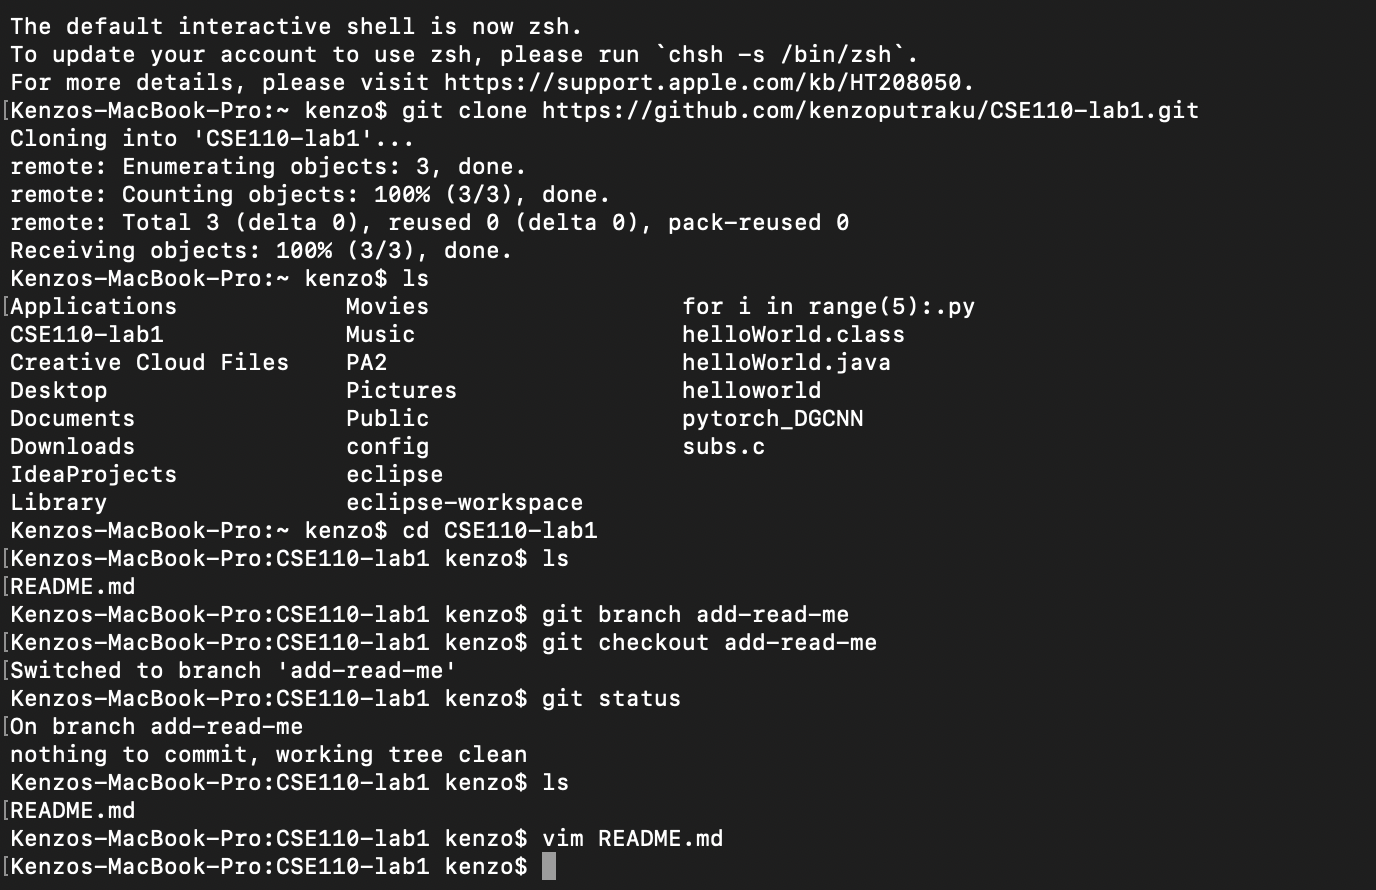 The default interactive shell is now zsh.
To update your account to use zsh, please run `chsh -s /bin/zsh`.
For more details, please visit https://support.apple.com/kb/HT208050.
[Kenzos-MacBook-Pro:~ kenzo$ git clone https://github.com/kenzoputraku/CSE110-lab1.git
Cloning into 'CSE110-lab1'...
remote: Enumerating objects: 3, done.
remote: Counting objects: 100% (3/3), done.
remote: Total 3 (delta 0), reused 0 (delta 0), pack-reused 0
Receiving objects: 100% (3/3), done.
Kenzos-MacBook-Pro:~ kenzo$ ls
[Applications Movies for i in range(5):.py
CSE110-lab1 Music helloWorld.class
Creative Cloud Files PA2 helloWorld.java
Desktop Pictures helloworld
Documents Public pytorch_DGCNN
Downloads config subs.c
IdeaProjects eclipse
Library eclipse-workspace
Kenzos-MacBook-Pro:~ kenzo$ cd CSE110-lab1
[Kenzos-MacBook-Pro:CSE110-lab1 kenzo$ ls
[README.md
Kenzos-MacBook-Pro:CSE110-lab1 kenzo$ git branch add-read-me
[Kenzos-MacBook-Pro:CSE110-lab1 kenzo$ git checkout add-read-me
[Switched to branch 'add-read-me'
Kenzos-MacBook-Pro:CSE110-lab1 kenzo$ git status
[On branch add-read-me
nothing to commit, working tree clean
Kenzos-MacBook-Pro:CSE110-lab1 kenzo$ ls
[README.md
Kenzos-MacBook-Pro:CSE110-lab1 kenzo$ vim README.md
[Kenzos-MacBook-Pro:CSE110-lab1 kenzo$